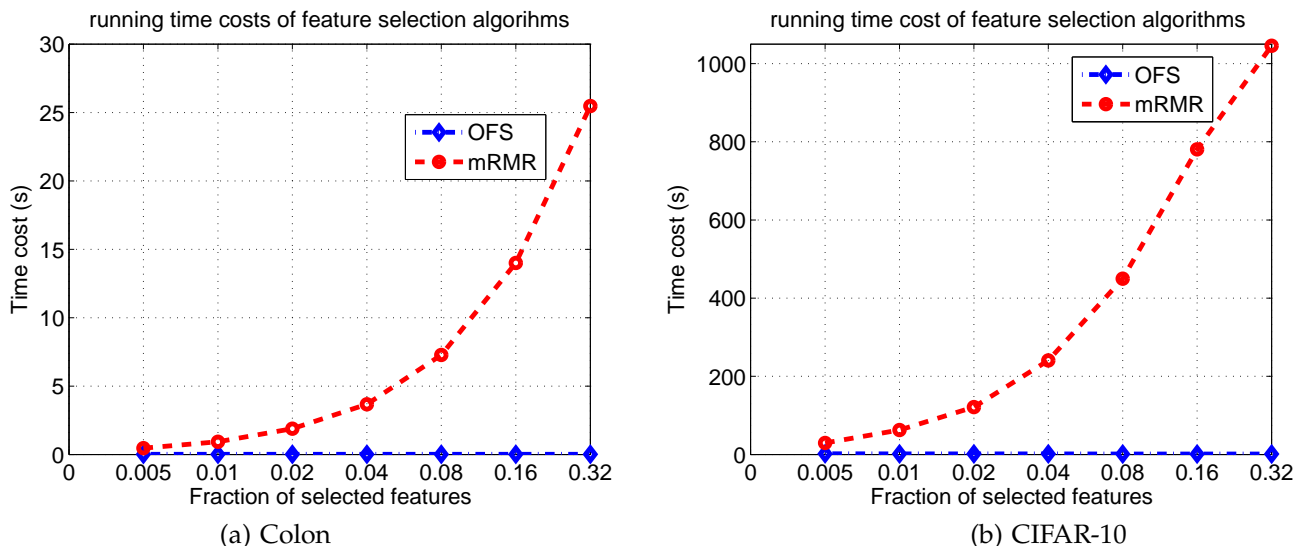 running time costs of feature selection algorihms
30
25
20
15
10
5
0
Time cost (s)
OFS
mRMR
0 0.005 0.01 0.02 0.04 0.08 0.16 0.32
Fraction of selected features
(a) Colon
running time cost of feature selection algorithms
1000
800
600
400
200
0
Time cost (s)
OFS
mRMR
0 0.005 0.01 0.02 0.04 0.08 0.16 0.32
Fraction of selected features
(b) CIFAR-10